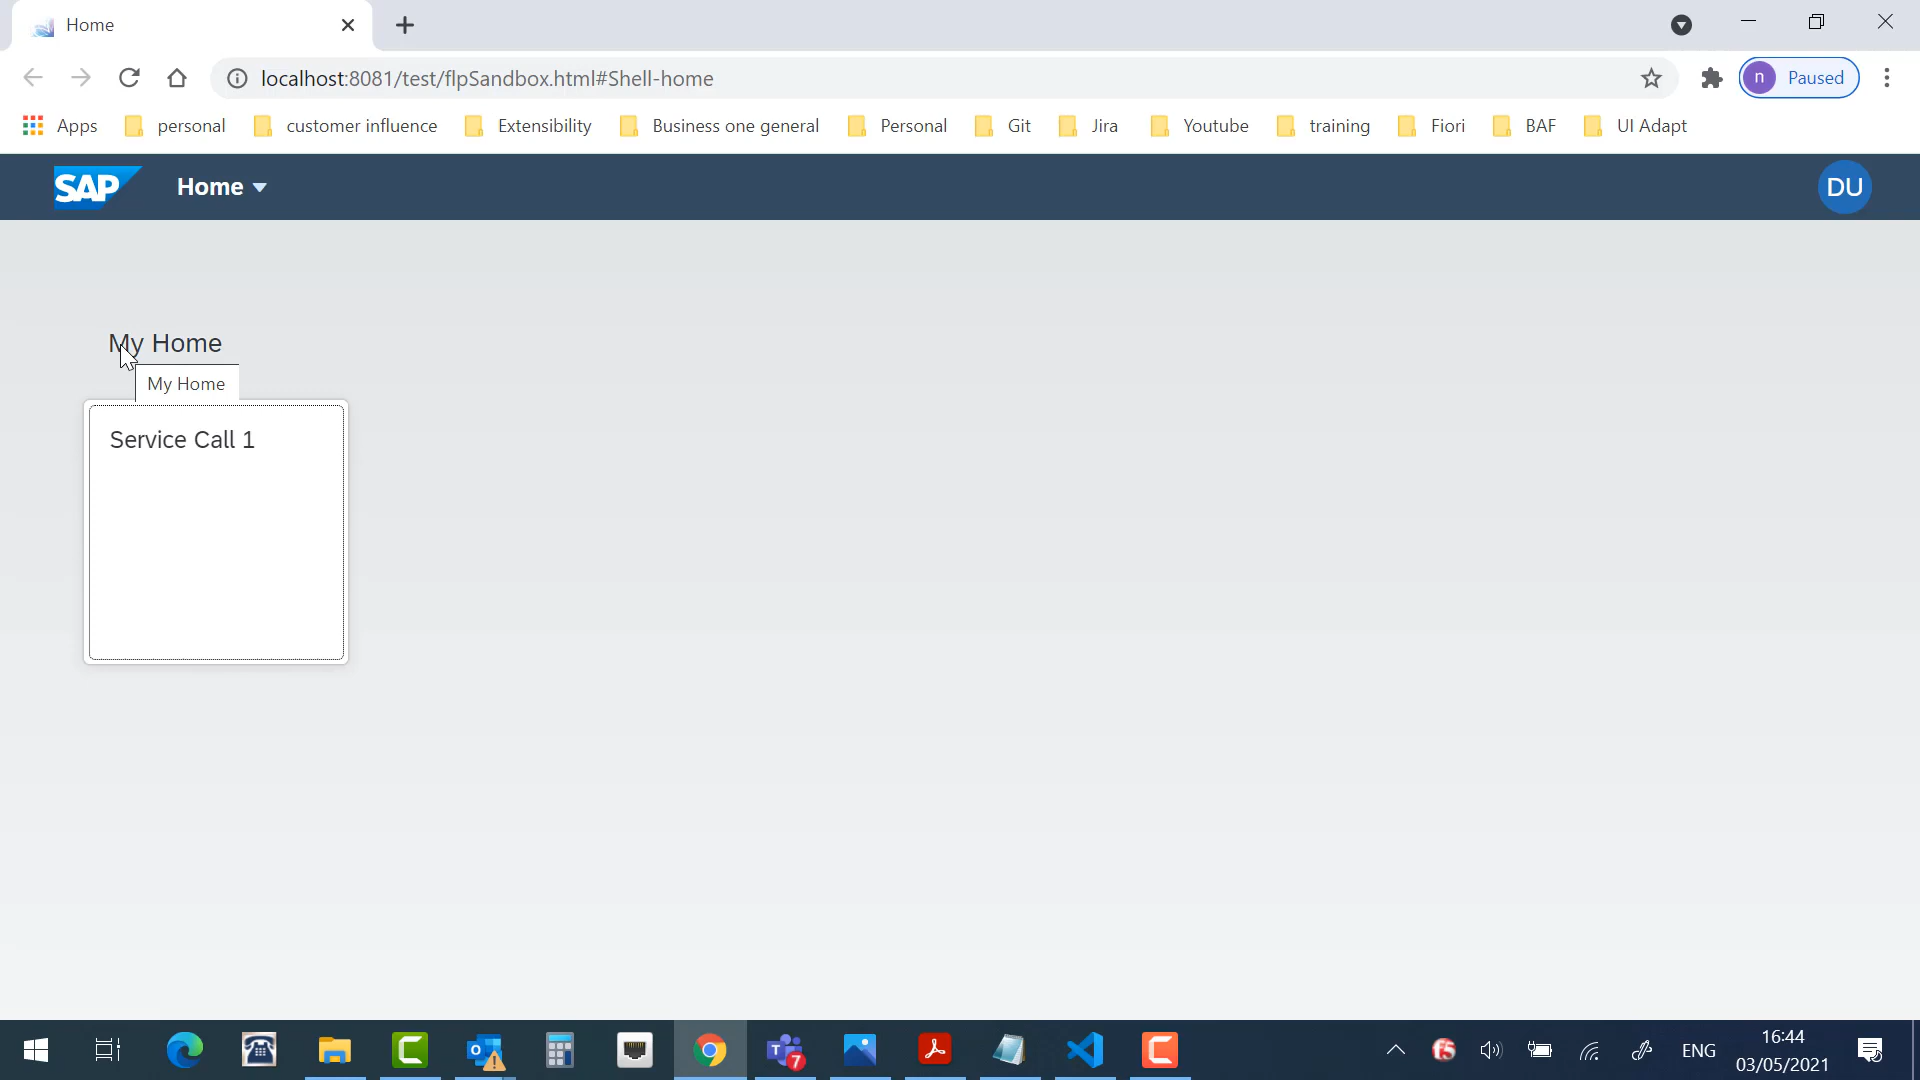 Home
localhost:8081/test/flpSandbox.html#Shell-home
n Paused
Apps personal customer influence Extensibility Business one general Personal Git Jira Youtube training Fiori BAF UI Adapt
SAP Home DU
My Home
My Home
Service Call 1
16:44
ENG
03/05/2021
7